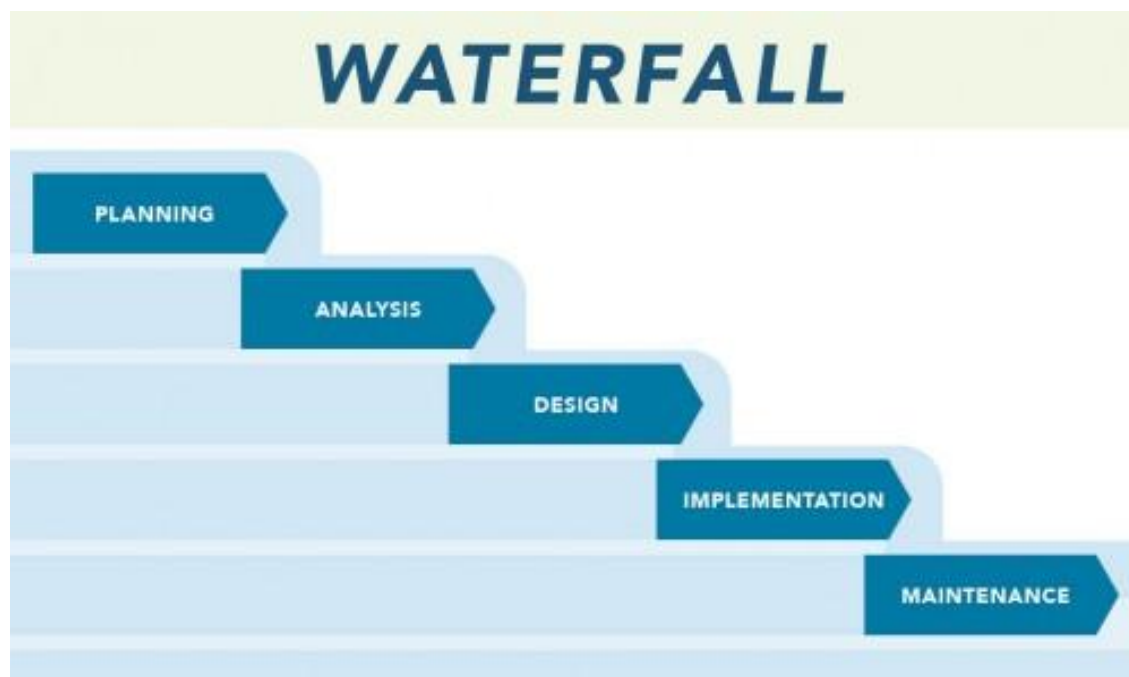 WATERFALL
PLANNING
ANALYSIS
DESIGN
IMPLEMENTATION
MAINTENANCE